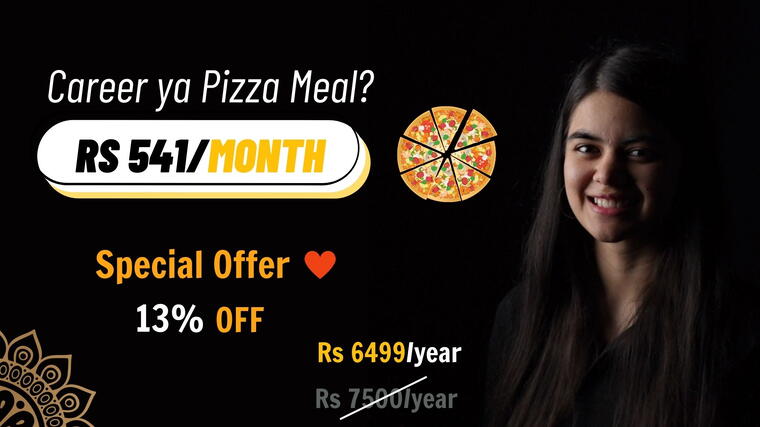 Career ya Pizza Meal?
RS 541/MONTH
Special Offer
13% OFF
Rs 6499/year
Rs 7500/year